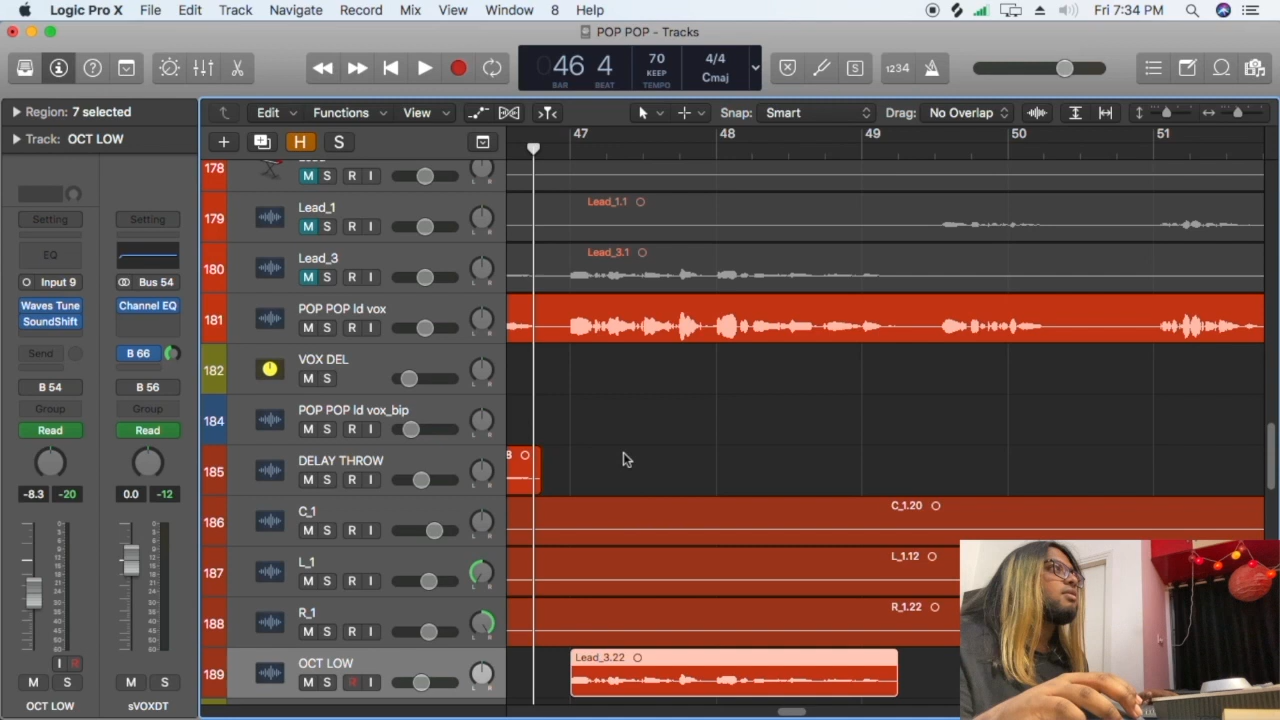 Logic Pro X File Edit Track Navigate Record Mix View Window 8 Help Fri 7:34 PM
POP POP - Tracks
46 4 70 4/4
KEEP Cmaj
BAR BEAT TEMPO
1234
Region: 7 selected
Track: OCT LOW
Edit Functions View Snap: Smart Drag: No Overlap
H S
47 48 49 50 51
178
M S R I
L R
179 Lead_1 Lead_1.1
M S R I
L R
180 Lead_3 Lead_3.1
M S R I
L R
181 POP POP ld vox
M S R I
L R
182 VOX DEL
M S
L R
184 POP POP ld vox_bip
M S R I
L R
185 DELAY THROW 8
M S R I
L R
186 C_1 C_1.20
M S R I
L R
187 L_1 L_1.12
M S R I
L R
188 R_1 R_1.22
M S R I
L R
189 OCT LOW Lead_3.22
M S R I
L R
Setting Setting
EQ
Input 9 Bus 54
Waves Tune Channel EQ
SoundShift
Send B 66
B 54 B 56
Group Group
Read Read
-8.3 -20 0.0 -12
I R
M S M S
OCT LOW sVOXDT